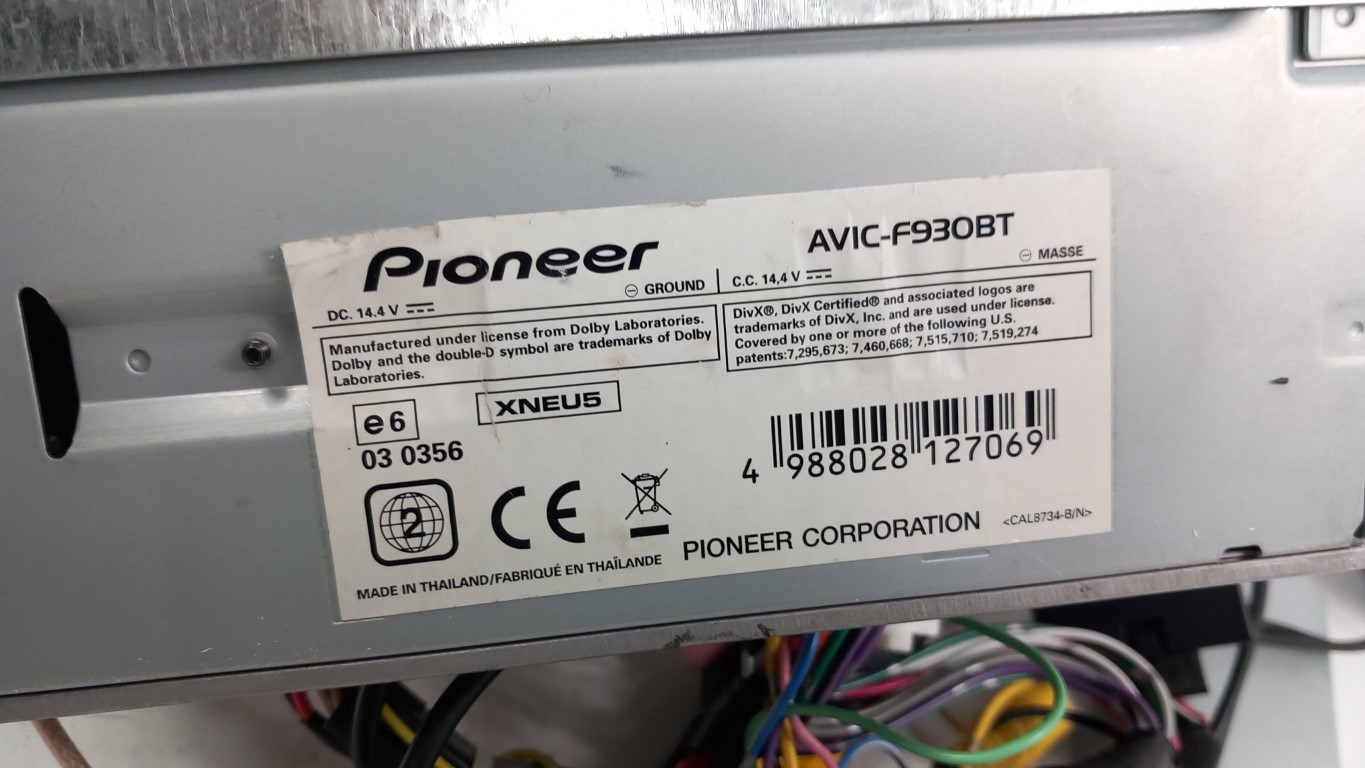 Pioneer
AVIC-F930BT
DC. 14.4 V ⎓ ⊖ GROUND
C.C. 14,4 V ⎓ ⊖ MASSE
Manufactured under license from Dolby Laboratories.
Dolby and the double-D symbol are trademarks of Dolby
Laboratories.
DivX®, DivX Certified® and associated logos are
trademarks of DivX, Inc. and are used under license.
Covered by one or more of the following U.S.
patents:7,295,673; 7,460,668; 7,515,710; 7,519,274
e6
XNEU5
03 0356
4 988028 127069
2
CE
PIONEER CORPORATION
<CAL8734-B/N>
MADE IN THAILAND/FABRIQUÉ EN THAÏLANDE